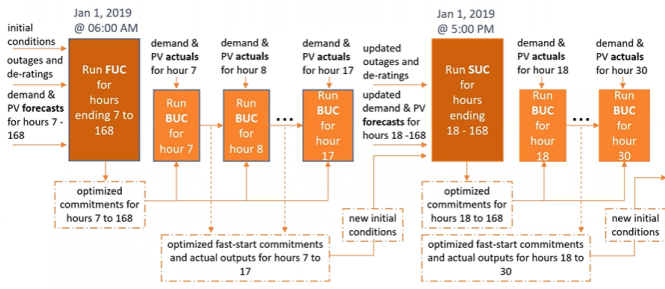 Jan 1, 2019
@ 06:00 AM
initial
conditions
outages and
de-ratings
demand &
PV forecasts
for hours 7 -
168
Run FUC
for
hours
ending 7 to
168
demand &
PV actuals
for hour 7
demand &
PV actuals
for hour 8
demand &
PV actuals
for hour 17
Run
BUC
for
hour 7
Run
BUC
for
hour 8
...
Run
BUC for
hour
17
optimized
commitments for
hours 7 to 168
optimized fast-start commitments
and actual outputs for hours 7 to
17
new initial
conditions
Jan 1, 2019
@ 5:00 PM
updated
outages and
de-ratings
updated
demand & PV
forecasts for
hours 18 -168
Run SUC
for
hours
ending
18 - 168
demand &
PV actuals
for hour 18
demand &
PV actuals
for hour 30
Run
BUC
for
hour
18
...
Run
BUC for
hour
30
optimized
commitments for
hours 18 to 168
optimized fast-start commitments
and actual outputs for hours 18 to
30
new initial
conditions